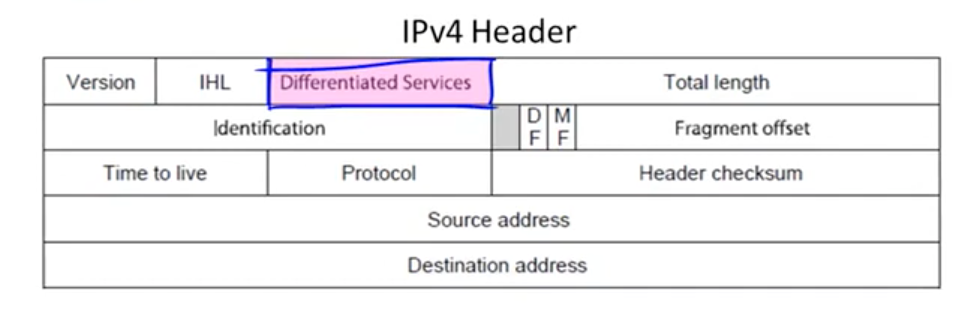 IPv4 Header
Version IHL Differentiated Services Total length
Identification D F M F Fragment offset
Time to live Protocol Header checksum
Source address
Destination address